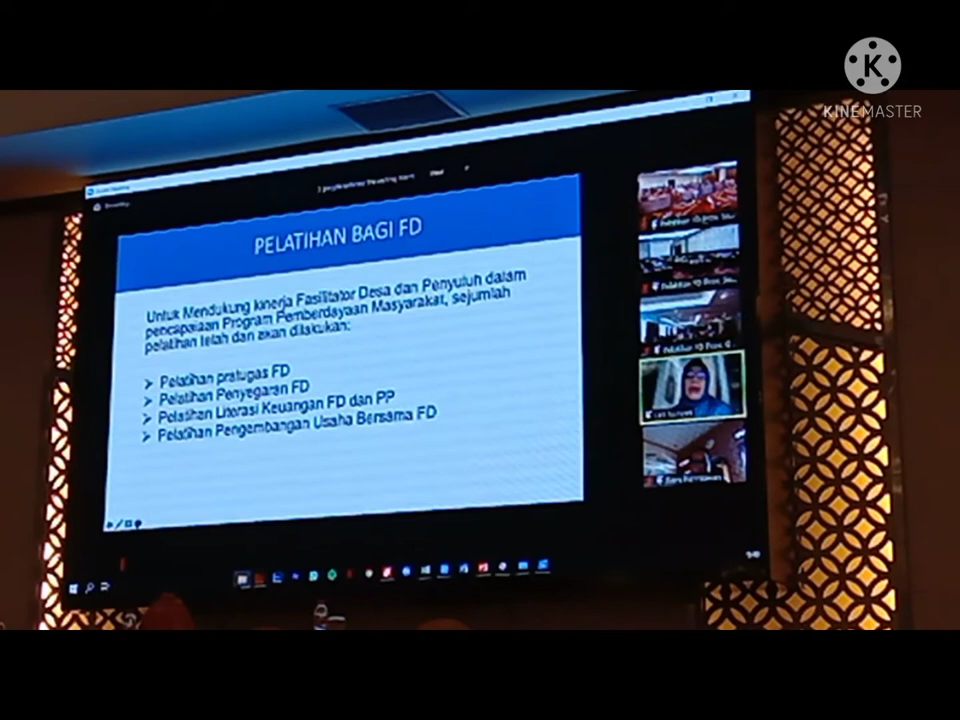 KINEMASTER
PELATIHAN BAGI FD
Untuk Mendukung kinerja Fasilitator Desa dan Penyuluh dalam
pencapaian Program Pemberdayaan Masyarakat, sejumlah
pelatihan telah dan akan dilakukan:
➤ Pelatihan pratugas FD
➤ Pelatihan Penyegaran FD
➤ Pelatihan Literasi Keuangan FD dan PP
➤ Pelatihan Pengembangan Usaha Bersama FD